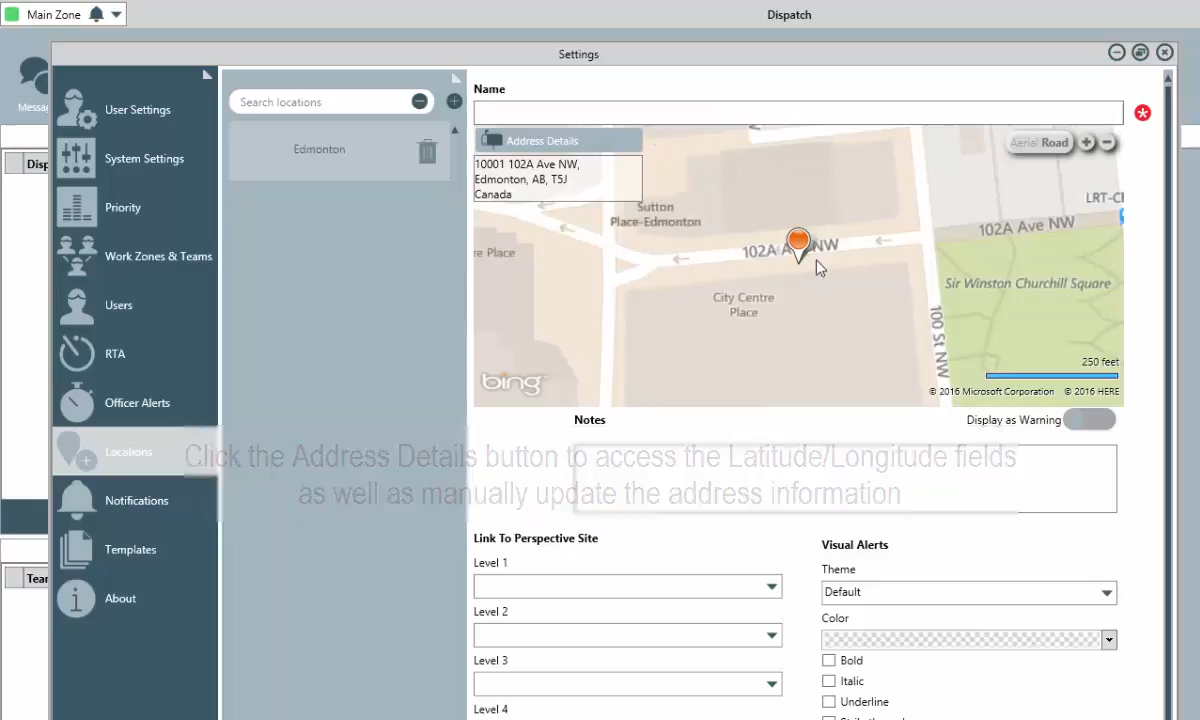 Main Zone
Dispatch
Settings
User Settings
System Settings
Priority
Work Zones & Teams
Users
RTA
Officer Alerts
Locations
Notifications
Templates
About
Search locations
Edmonton
Name
Address Details
10001 102A Ave NW,
Edmonton, AB, T5J
Canada
Aerial Road
Sutton
Place-Edmonton
re Place
102A Ave NW
City Centre
Place
102A Ave NW
Sir Winston Churchill Square
100 St NW
bing
250 feet
© 2016 Microsoft Corporation © 2016 HERE
Notes
Display as Warning
Click the Address Details button to access the Latitude/Longitude fields
as well as manually update the address information
Link To Perspective Site
Level 1
Level 2
Level 3
Level 4
Visual Alerts
Theme
Default
Color
Bold
Italic
Underline